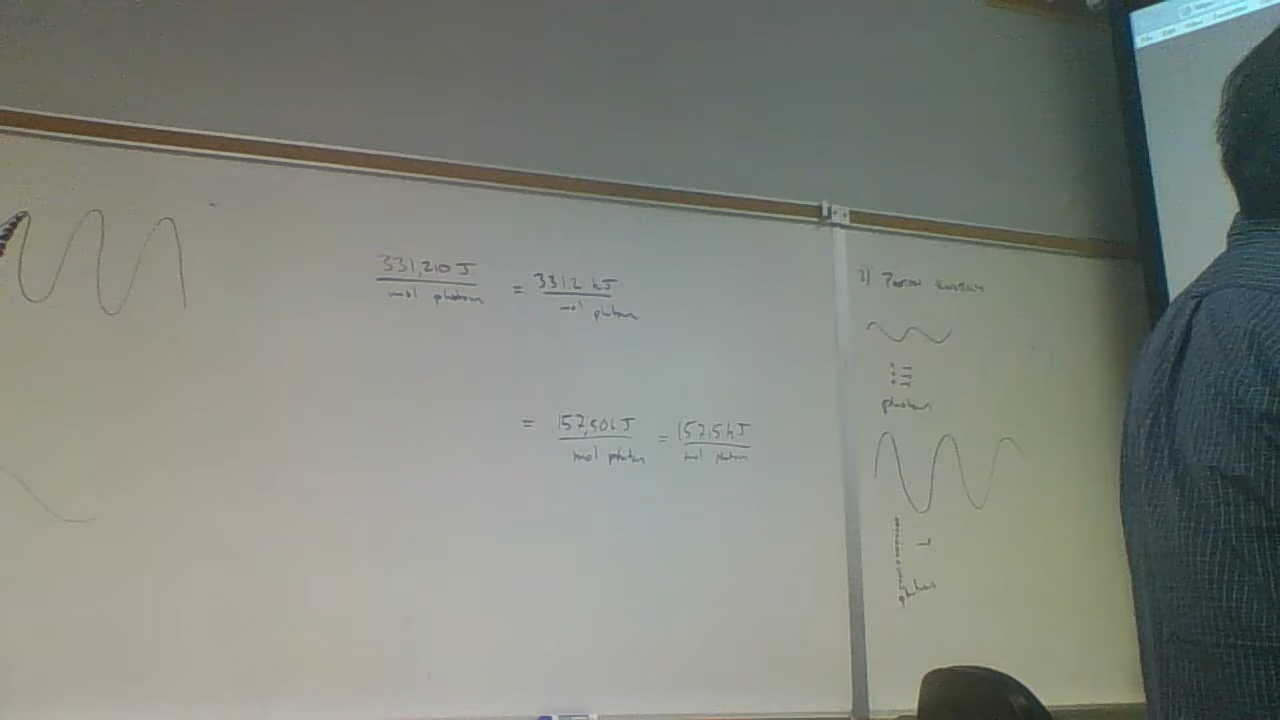 331,210 J
mol photon
= 331.2 kJ
mol photon
= 157,506 J
mol photon
= 157.5 kJ
mol photon
photon
photons